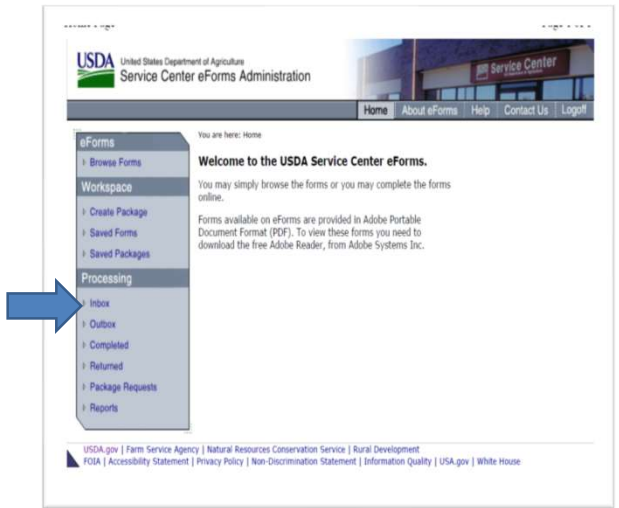 USDA United States Department of Agriculture
Service Center eForms Administration
Service Center
Home About eForms Help Contact Us Logoff
eForms
Browse Forms
Workspace
Create Package
Saved Forms
Saved Packages
Processing
Inbox
Outbox
Completed
Returned
Package Requests
Reports
You are here: Home
Welcome to the USDA Service Center eForms.
You may simply browse the forms or you may complete the forms
online.
Forms available on eForms are provided in Adobe Portable
Document Format (PDF). To view these forms you need to
download the free Adobe Reader, from Adobe Systems Inc.
USDA.gov | Farm Service Agency | Natural Resources Conservation Service | Rural Development
FOIA | Accessibility Statement | Privacy Policy | Non-Discrimination Statement | Information Quality | USA.gov | White House